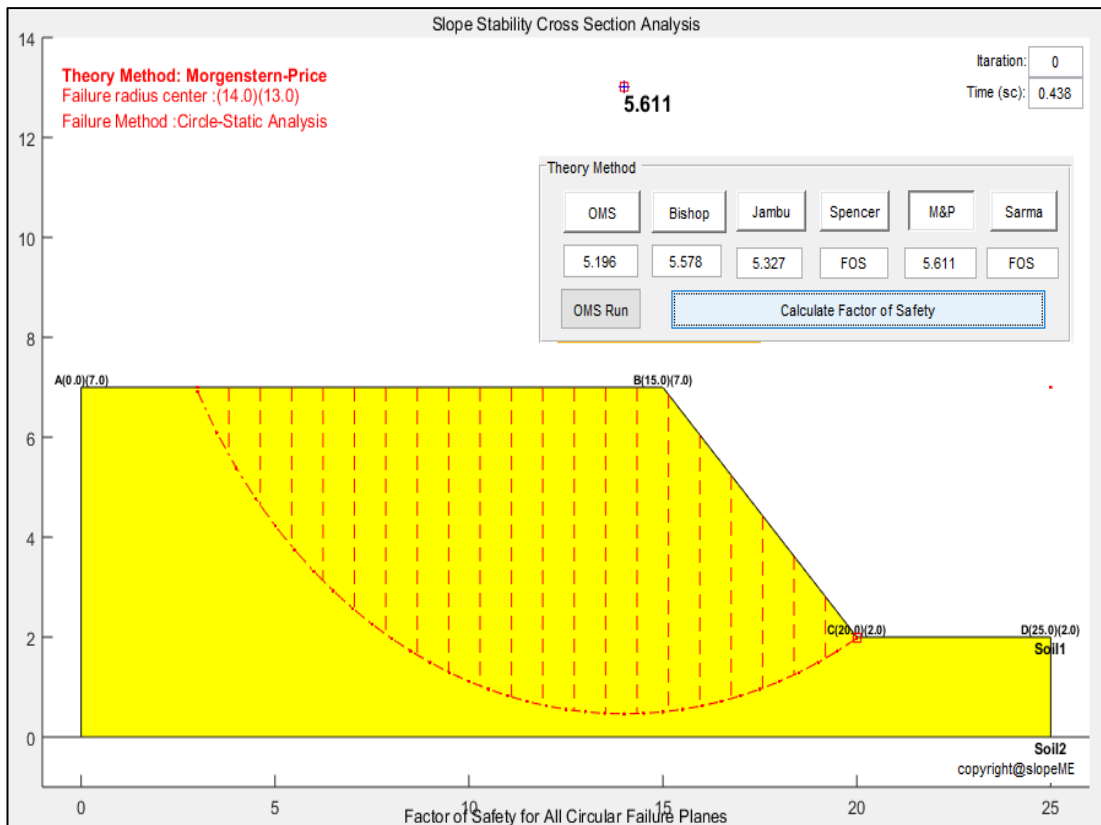 Slope Stability Cross Section Analysis
14
12
10
8
6
4
2
0
Theory Method: Morgenstern-Price
Failure radius center :(14.0)(13.0)
Failure Method :Circle-Static Analysis
5.611
Itaration: 0
Time (sc): 0.438
Theory Method
OMS Bishop Jambu Spencer M&P Sarma
5.196 5.578 5.327 FOS 5.611 FOS
OMS Run Calculate Factor of Safety
A(0.0)(7.0) B(15.0)(7.0)
C(20.0)(2.0) D(25.0)(2.0)
Soil1
Soil2
copyright@slopeME
0 5 10 15 20 25
Factor of Safety for All Circular Failure Planes